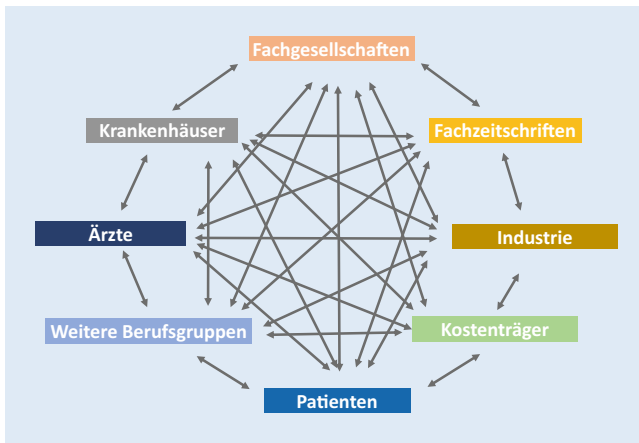 Fachgesellschaften
Krankenhäuser
Fachzeitschriften
Ärzte
Industrie
Weitere Berufsgruppen
Kostenträger
Patienten